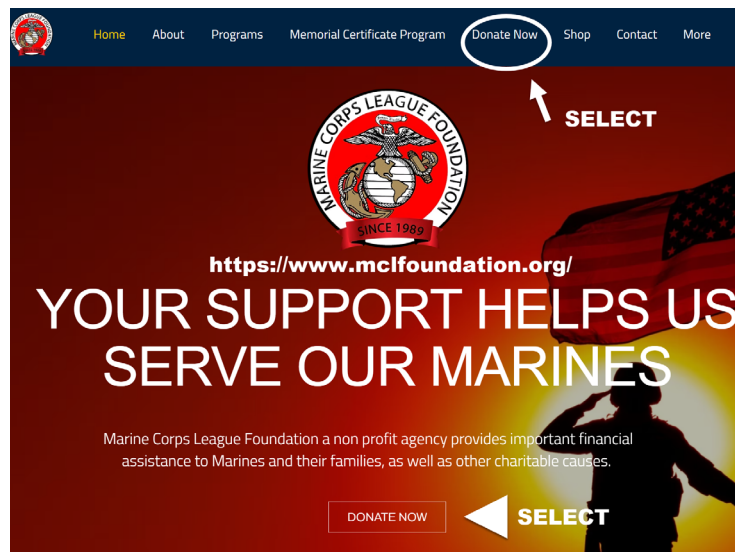 Home About Programs Memorial Certificate Program Donate Now Shop Contact More
SELECT
MARINE CORPS LEAGUE FOUNDATION
SINCE 1989
https://www.mclfoundation.org/
YOUR SUPPORT HELPS US
SERVE OUR MARINES
Marine Corps League Foundation a non profit agency provides important financial
assistance to Marines and their families, as well as other charitable causes.
DONATE NOW SELECT